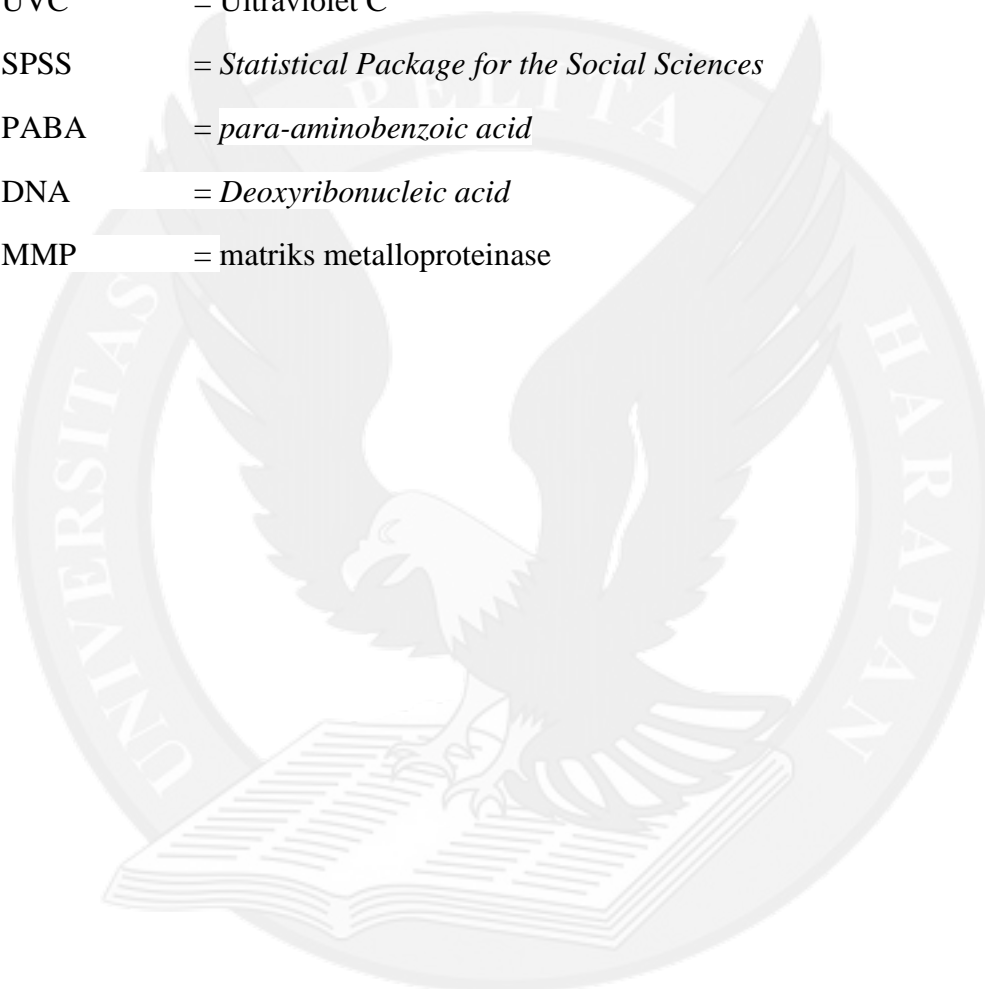 UVC = Ultraviolet C
SPSS = Statistical Package for the Social Sciences
PABA = para-aminobenzoic acid
DNA = Deoxyribonucleic acid
MMP = matriks metalloproteinase
UNIVERSITAS PELITA HARAPAN